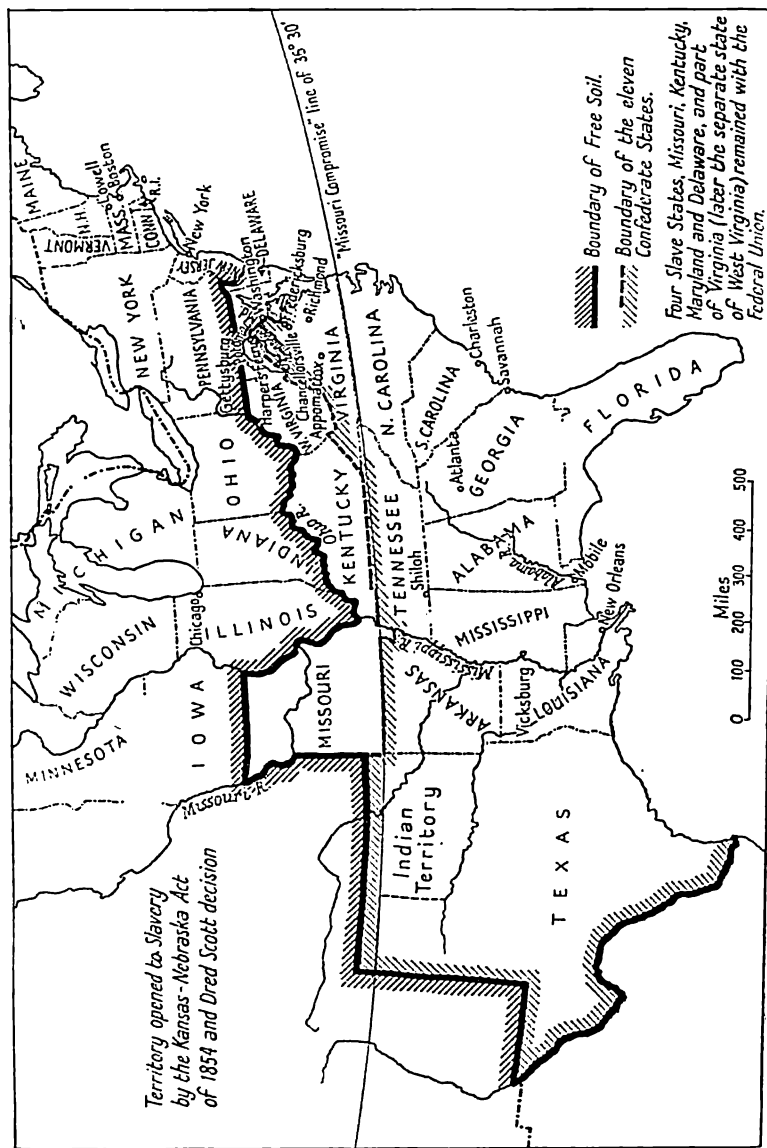 Territory opened to Slavery
by the Kansas-Nebraska Act
of 1854 and Dred Scott decision
MINNESOTA
WISCONSIN
MICHIGAN
IOWA
Chicago
ILLINOIS
INDIANA
OHIO
Missouri R.
MISSOURI
Ohio R.
KENTUCKY
NEW YORK
PENNSYLVANIA
VERMONT
N.H.
MAINE
Lowell
MASS.
Boston
CONN.
R.I.
New York
NEW JERSEY
Gettysburg
Harpers Ferry
Washington
DELAWARE
Fredericksburg
Chancellorsville
Richmond
Appomattox
W. VIRGINIA
VIRGINIA
"Missouri Compromise" line of 36° 30'
Indian
Territory
TEXAS
ARKANSAS
Mississippi R.
TENNESSEE
Shiloh
N. CAROLINA
S. CAROLINA
Charleston
Savannah
Atlanta
GEORGIA
ALABAMA
Alabama R.
MISSISSIPPI
Vicksburg
LOUISIANA
Mobile
New Orleans
FLORIDA
Boundary of Free Soil.
Boundary of the eleven
Confederate States.
Four Slave States, Missouri, Kentucky,
Maryland and Delaware, and part
of Virginia (later the separate state
of West Virginia) remained with the
Federal Union.
Miles
0 100 200 300 400 500